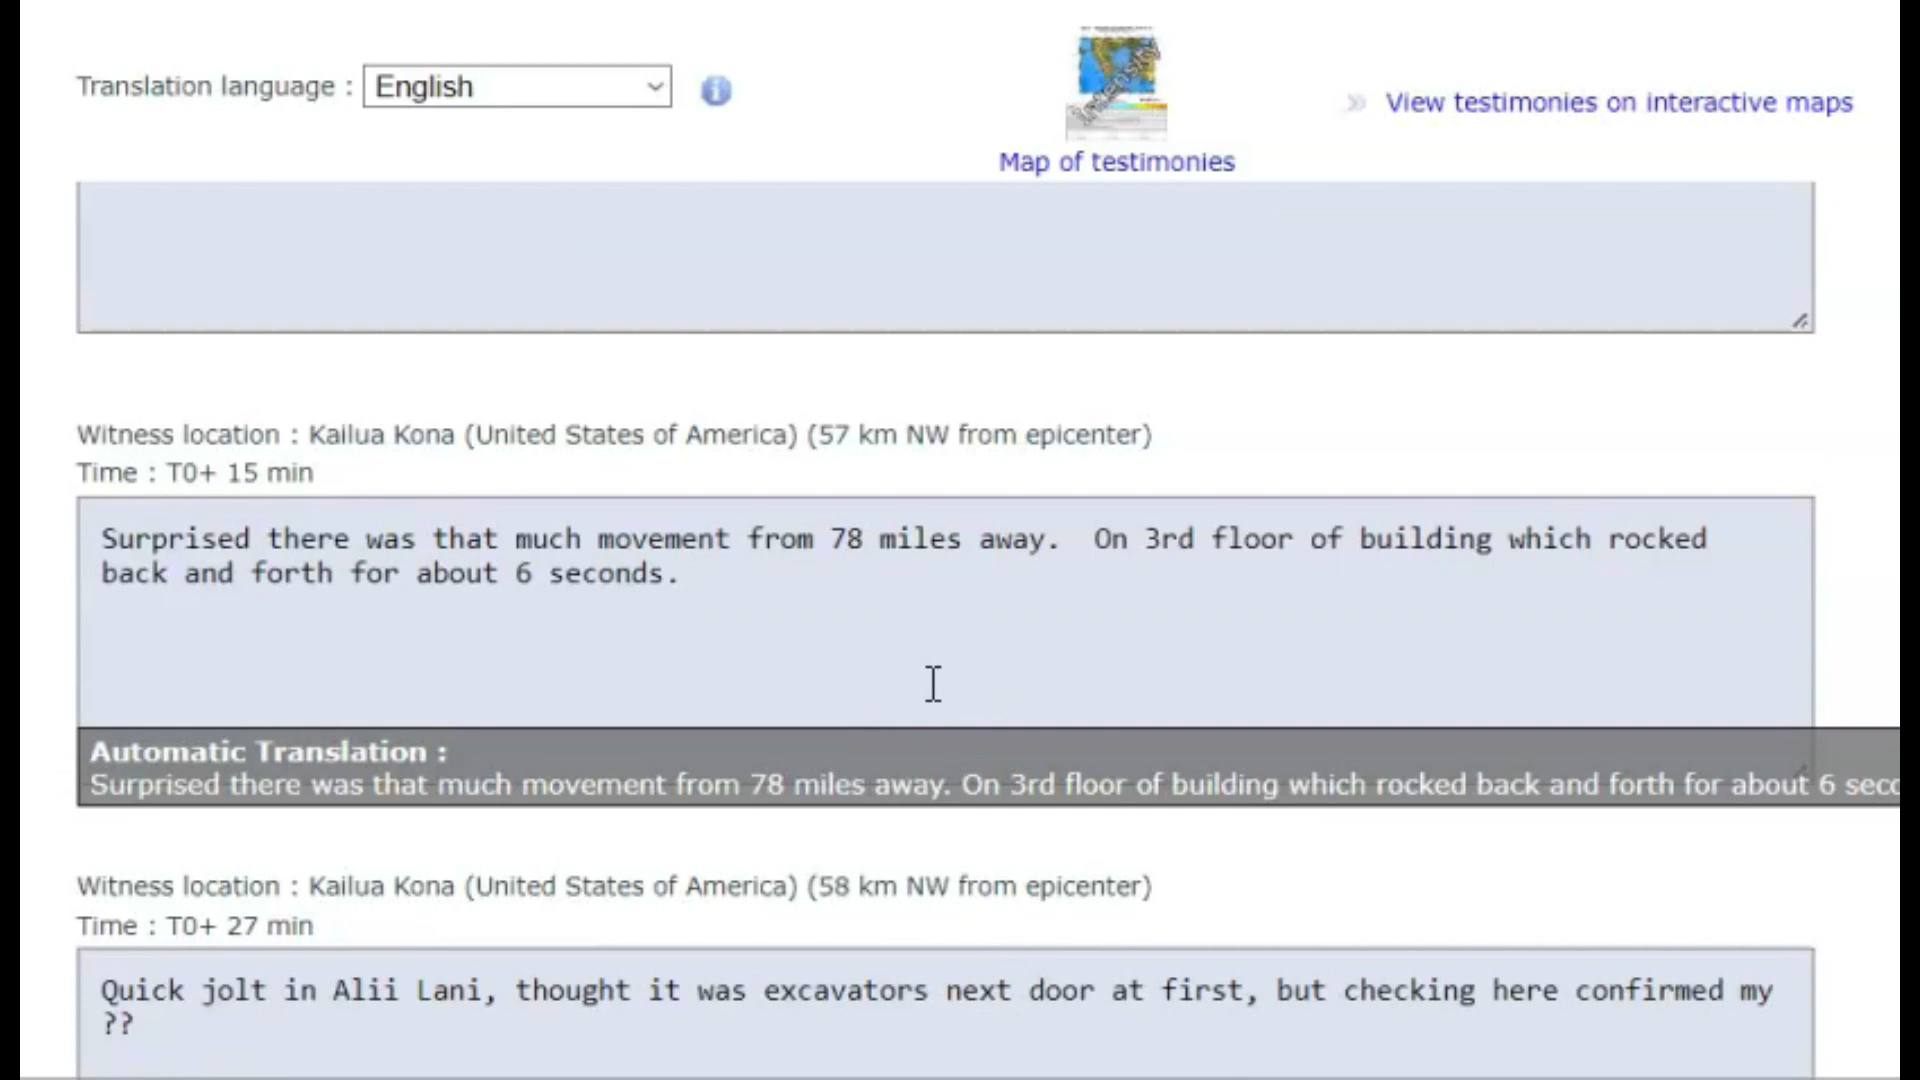 Translation language : English
Intensity
Map of testimonies
View testimonies on interactive maps
Witness location : Kailua Kona (United States of America) (57 km NW from epicenter)
Time : T0+ 15 min
Surprised there was that much movement from 78 miles away.  On 3rd floor of building which rocked
back and forth for about 6 seconds.
Automatic Translation :
Surprised there was that much movement from 78 miles away. On 3rd floor of building which rocked back and forth for about 6 seco
Witness location : Kailua Kona (United States of America) (58 km NW from epicenter)
Time : T0+ 27 min
Quick jolt in Alii Lani, thought it was excavators next door at first, but checking here confirmed my
??